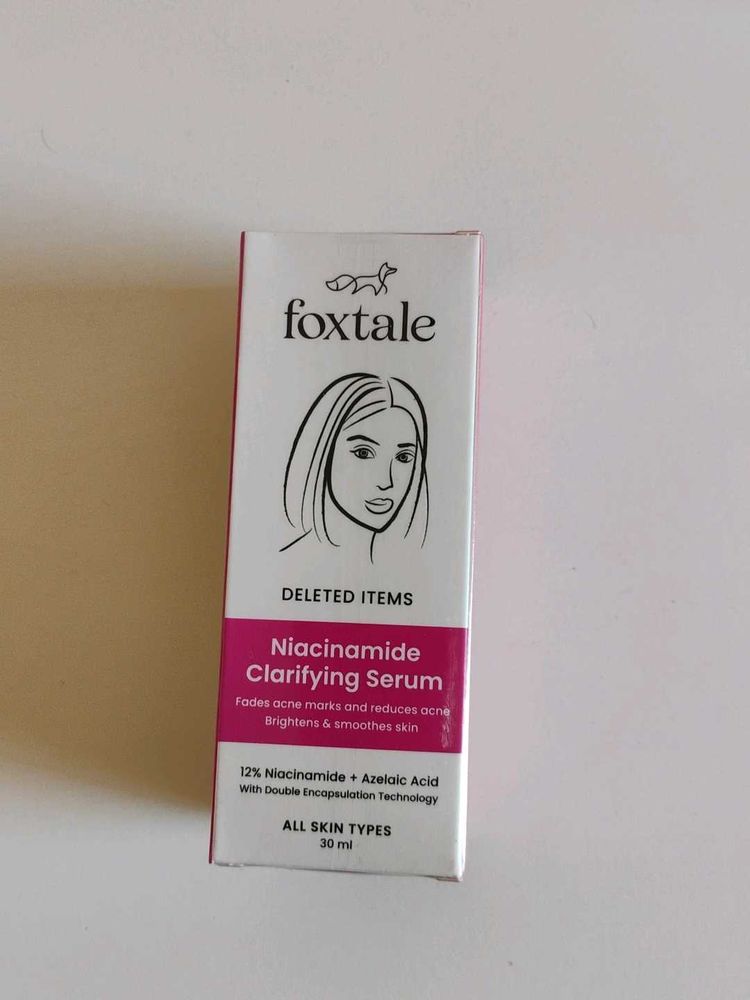 foxtale
DELETED ITEMS
Niacinamide
Clarifying Serum
Fades acne marks and reduces acne
Brightens & smoothes skin
12% Niacinamide + Azelaic Acid
With Double Encapsulation Technology
ALL SKIN TYPES
30 ml